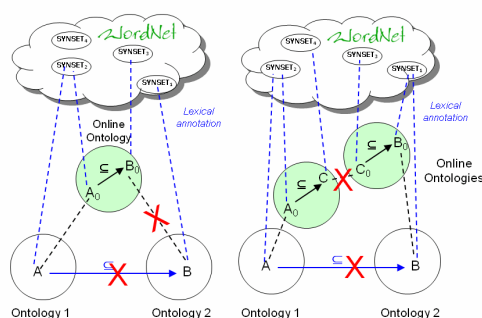 WordNet
SYNSET₄
SYNSET₃
SYNSET₂
SYNSET₁
Lexical
annotation
Online
Ontology
⊆
B₀
A₀
A
⊆
B
Ontology 1
Ontology 2
WordNet
SYNSET₄
SYNSET₃
SYNSET₂
Lexical
annotation
⊆
B₀
⊆
C
C₀
A₀
Online
Ontologies
A
⊆
B
Ontology 1
Ontology 2